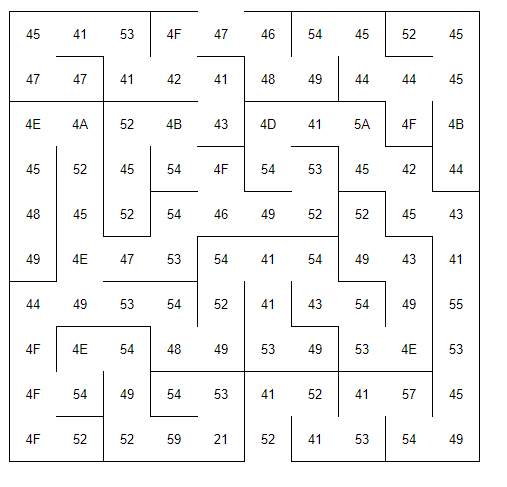 45 41 53 4F 47 46 54 45 52 45
47 47 41 42 41 48 49 44 44 45
4E 4A 52 4B 43 4D 41 5A 4F 4B
45 52 45 54 4F 54 53 45 42 44
48 45 52 54 46 49 52 52 45 43
49 4E 47 53 54 41 54 49 43 41
44 49 53 54 52 41 43 54 49 55
4F 4E 54 48 49 53 49 53 4E 53
4F 54 49 54 53 41 52 41 57 45
4F 52 52 59 21 52 41 53 54 49